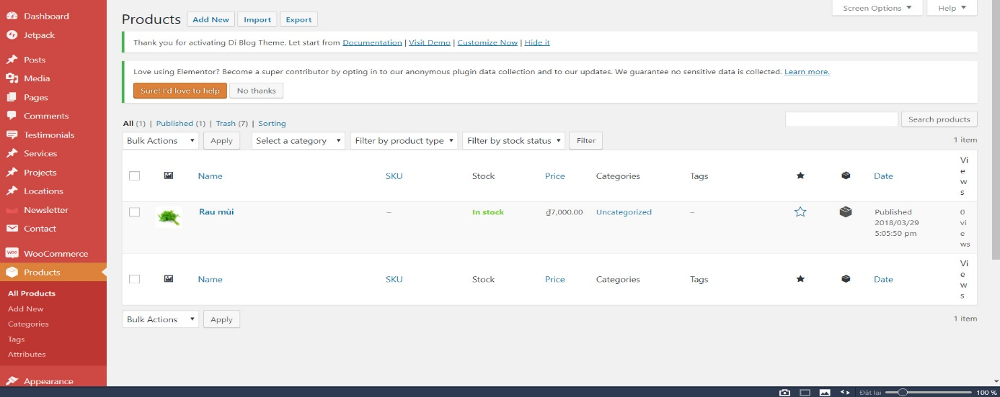 Dashboard
Jetpack
Posts
Media
Pages
Comments
Testimonials
Services
Projects
Locations
Newsletter
Contact
WooCommerce
Products
All Products
Add New
Categories
Tags
Attributes
Appearance
Screen Options ▼ Help ▼
Products Add New Import Export
Thank you for activating Di Blog Theme. Let start from Documentation | Visit Demo | Customize Now | Hide it
Love using Elementor? Become a super contributor by opting in to our anonymous plugin data collection and to our updates. We guarantee no sensitive data is collected. Learn more.
Sure! I'd love to help No thanks
All (1) | Published (1) | Trash (7) | Sorting
Search products
Bulk Actions ▼ Apply Select a category ▼ Filter by product type ▼ Filter by stock status ▼ Filter 1 item
Name SKU Stock Price Categories Tags Date Views
Rau mùi – In stock ₫7,000.00 Uncategorized – Published 0 views
2018/03/29
5:05:50 pm
Name SKU Stock Price Categories Tags Date Views
Bulk Actions ▼ Apply 1 item
Đặt lại 100 %